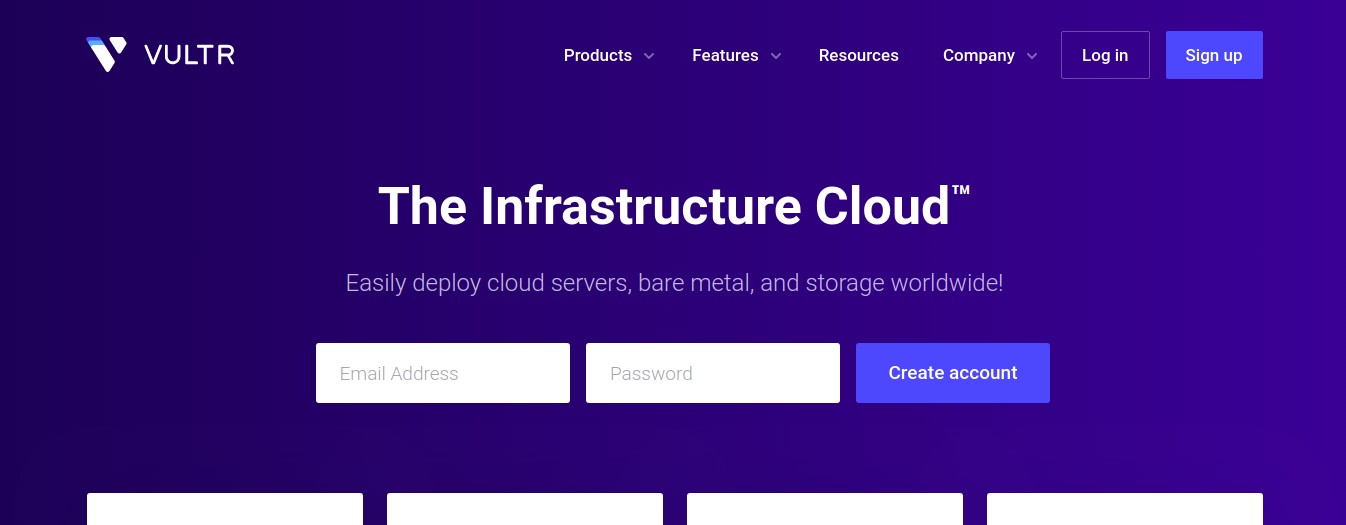 VULTR
Products Features Resources Company Log in Sign up
The Infrastructure Cloud™
Easily deploy cloud servers, bare metal, and storage worldwide!
Email Address Password Create account